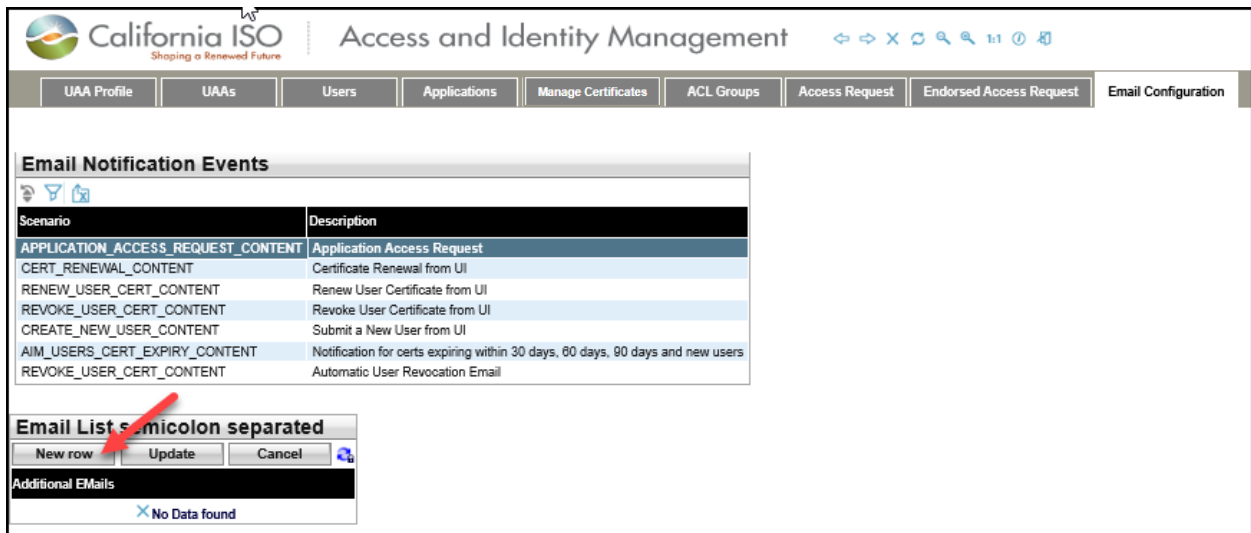 California ISO
Shaping a Renewed Future
Access and Identity Management
1:1
UAA Profile UAAs Users Applications Manage Certificates ACL Groups Access Request Endorsed Access Request Email Configuration
Email Notification Events
Scenario Description
APPLICATION_ACCESS_REQUEST_CONTENT Application Access Request
CERT_RENEWAL_CONTENT Certificate Renewal from UI
RENEW_USER_CERT_CONTENT Renew User Certificate from UI
REVOKE_USER_CERT_CONTENT Revoke User Certificate from UI
CREATE_NEW_USER_CONTENT Submit a New User from UI
AIM_USERS_CERT_EXPIRY_CONTENT Notification for certs expiring within 30 days, 60 days, 90 days and new users
REVOKE_USER_CERT_CONTENT Automatic User Revocation Email
Email List semicolon separated
New row Update Cancel
Additional EMails
No Data found